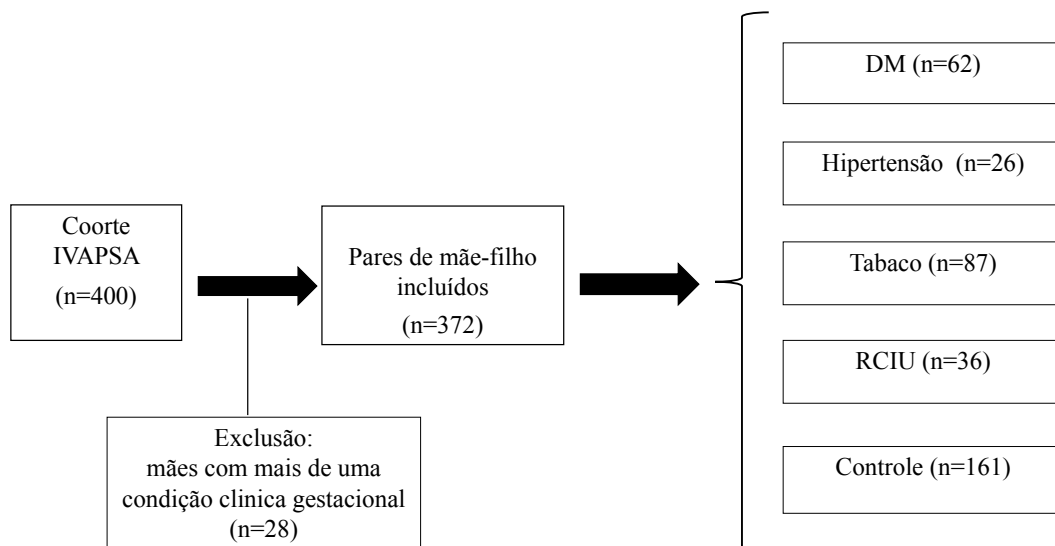 Coorte
IVAPSA
(n=400)
Exclusão:
mães com mais de uma
condição clinica gestacional
(n=28)
Pares de mãe-filho
incluídos
(n=372)
DM (n=62)
Hipertensão (n=26)
Tabaco (n=87)
RCIU (n=36)
Controle (n=161)